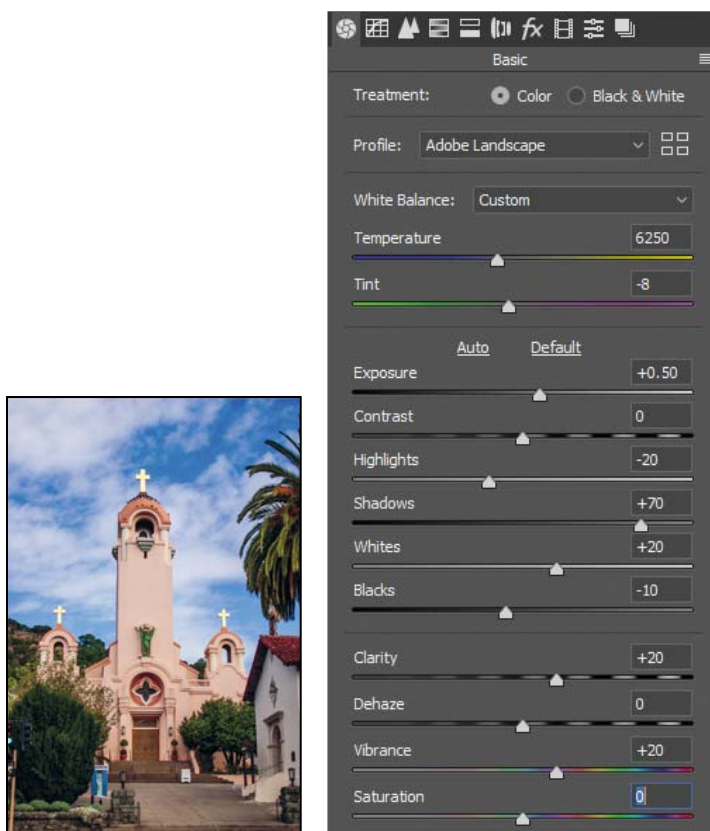 fx
Basic
Treatment: Color Black & White
Profile: Adobe Landscape
White Balance: Custom
Temperature 6250
Tint -8
Auto Default
Exposure +0.50
Contrast 0
Highlights -20
Shadows +70
Whites +20
Blacks -10
Clarity +20
Dehaze 0
Vibrance +20
Saturation 0